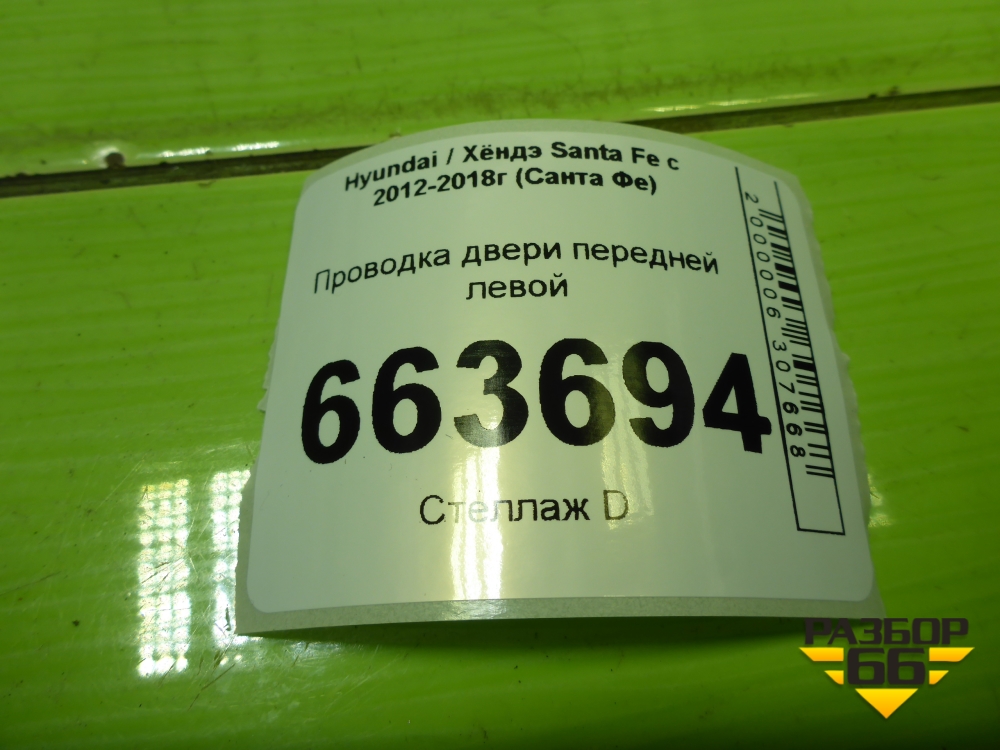 Hyundai / Хёндэ Santa Fe с
2012-2018г (Санта Фе)
Проводка двери передней
левой
663694
Стеллаж D
2000006307668
РАЗБОР
66